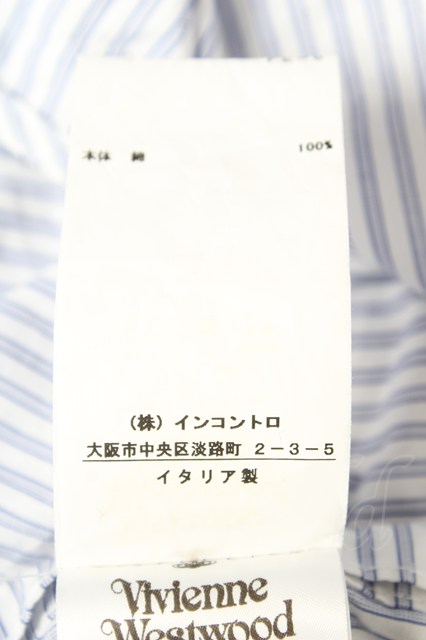 本体 綿 100%
(株) インコントロ
大阪市中央区淡路町 2-3-5
イタリア製
Vivienne
Westwood